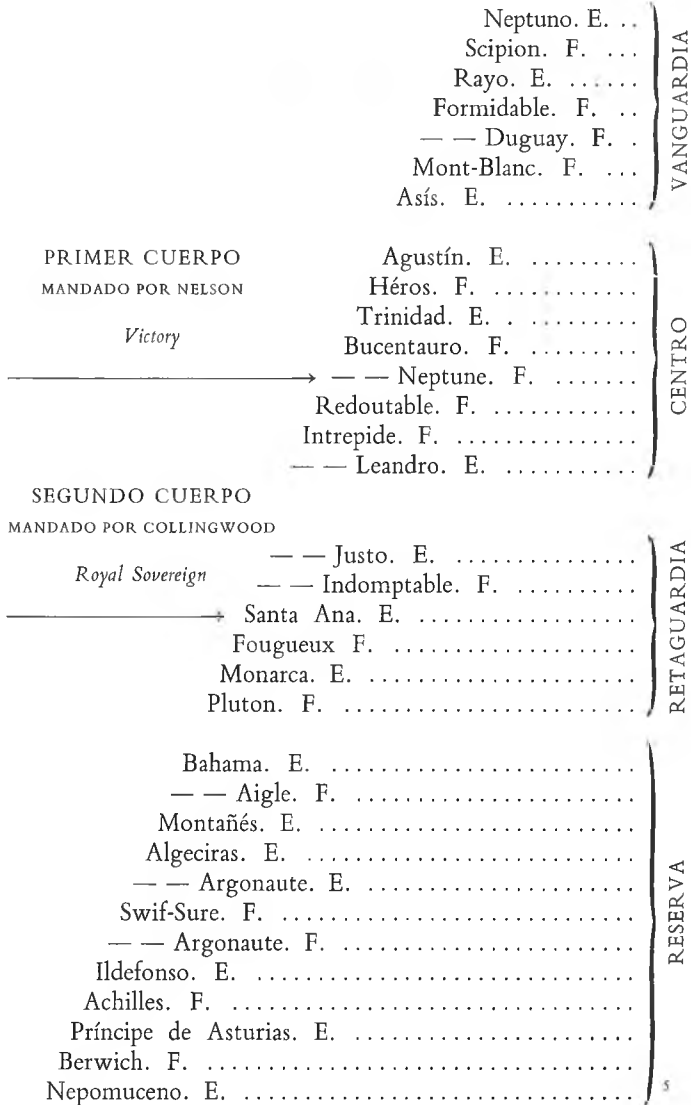 Neptuno. E. ..
Scipion. F. ...
Rayo. E. ......
Formidable. F. ..
— — Duguay. F. .
Mont-Blanc. F. ...
Asís. E. ...........
VANGUARDIA
PRIMER CUERPO
MANDADO POR NELSON
Victory
Agustín. E. .........
Héros. F. ............
Trinidad. E. . .........
Bucentauro. F. .........
— — Neptune. F. .......
Redoutable. F. ............
Intrepide. F. ...............
— — Leandro. E. ...........
CENTRO
SEGUNDO CUERPO
MANDADO POR COLLINGWOOD
Royal Sovereign
— — Justo. E. ...............
— — Indomptable. F. ..........
Santa Ana. E. ...................
Fougueux F. ....................
Monarca. E. ......................
Pluton. F. ........................
RETAGUARDIA
Bahama. E. .........................
— — Aigle. F. .......................
Montañés. E. ...........................
Algeciras. E. ...........................
— — Argonaute. E. ......................
Swif-Sure. F. .............................
— — Argonaute. F. ........................
Ildefonso. E. ...............................
Achilles. F. .................................
Príncipe de Asturias. E. .......................
Berwich. F. ...................................
Nepomuceno. E. .................................
RESERVA
5